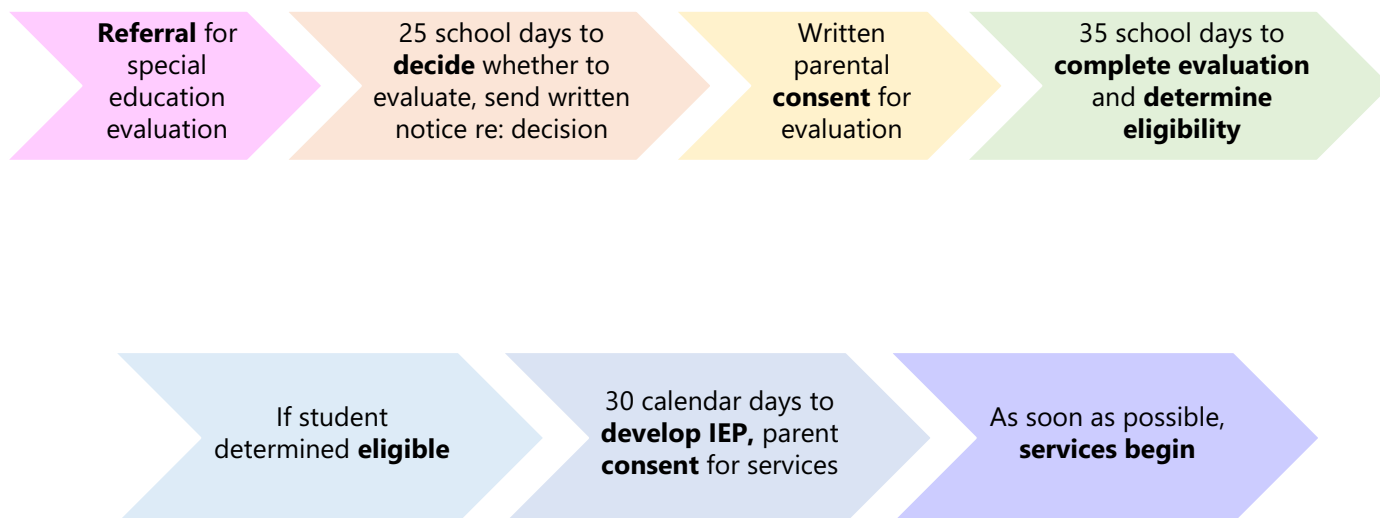 Referral for
special
education
evaluation
25 school days to
decide whether to
evaluate, send written
notice re: decision
Written
parental
consent for
evaluation
35 school days to
complete evaluation
and determine
eligibility
If student
determined eligible
30 calendar days to
develop IEP, parent
consent for services
As soon as possible,
services begin